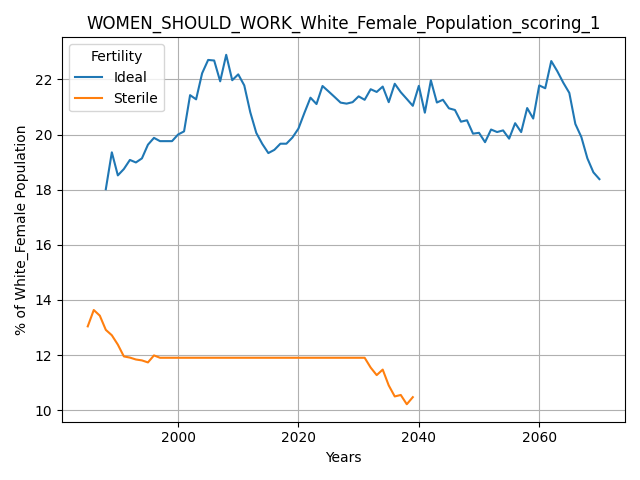 WOMEN_SHOULD_WORK_White_Female_Population_scoring_1
Fertility
Ideal
Sterile
% of White_Female Population
22
20
18
16
14
12
10
2000 2020 2040 2060
Years